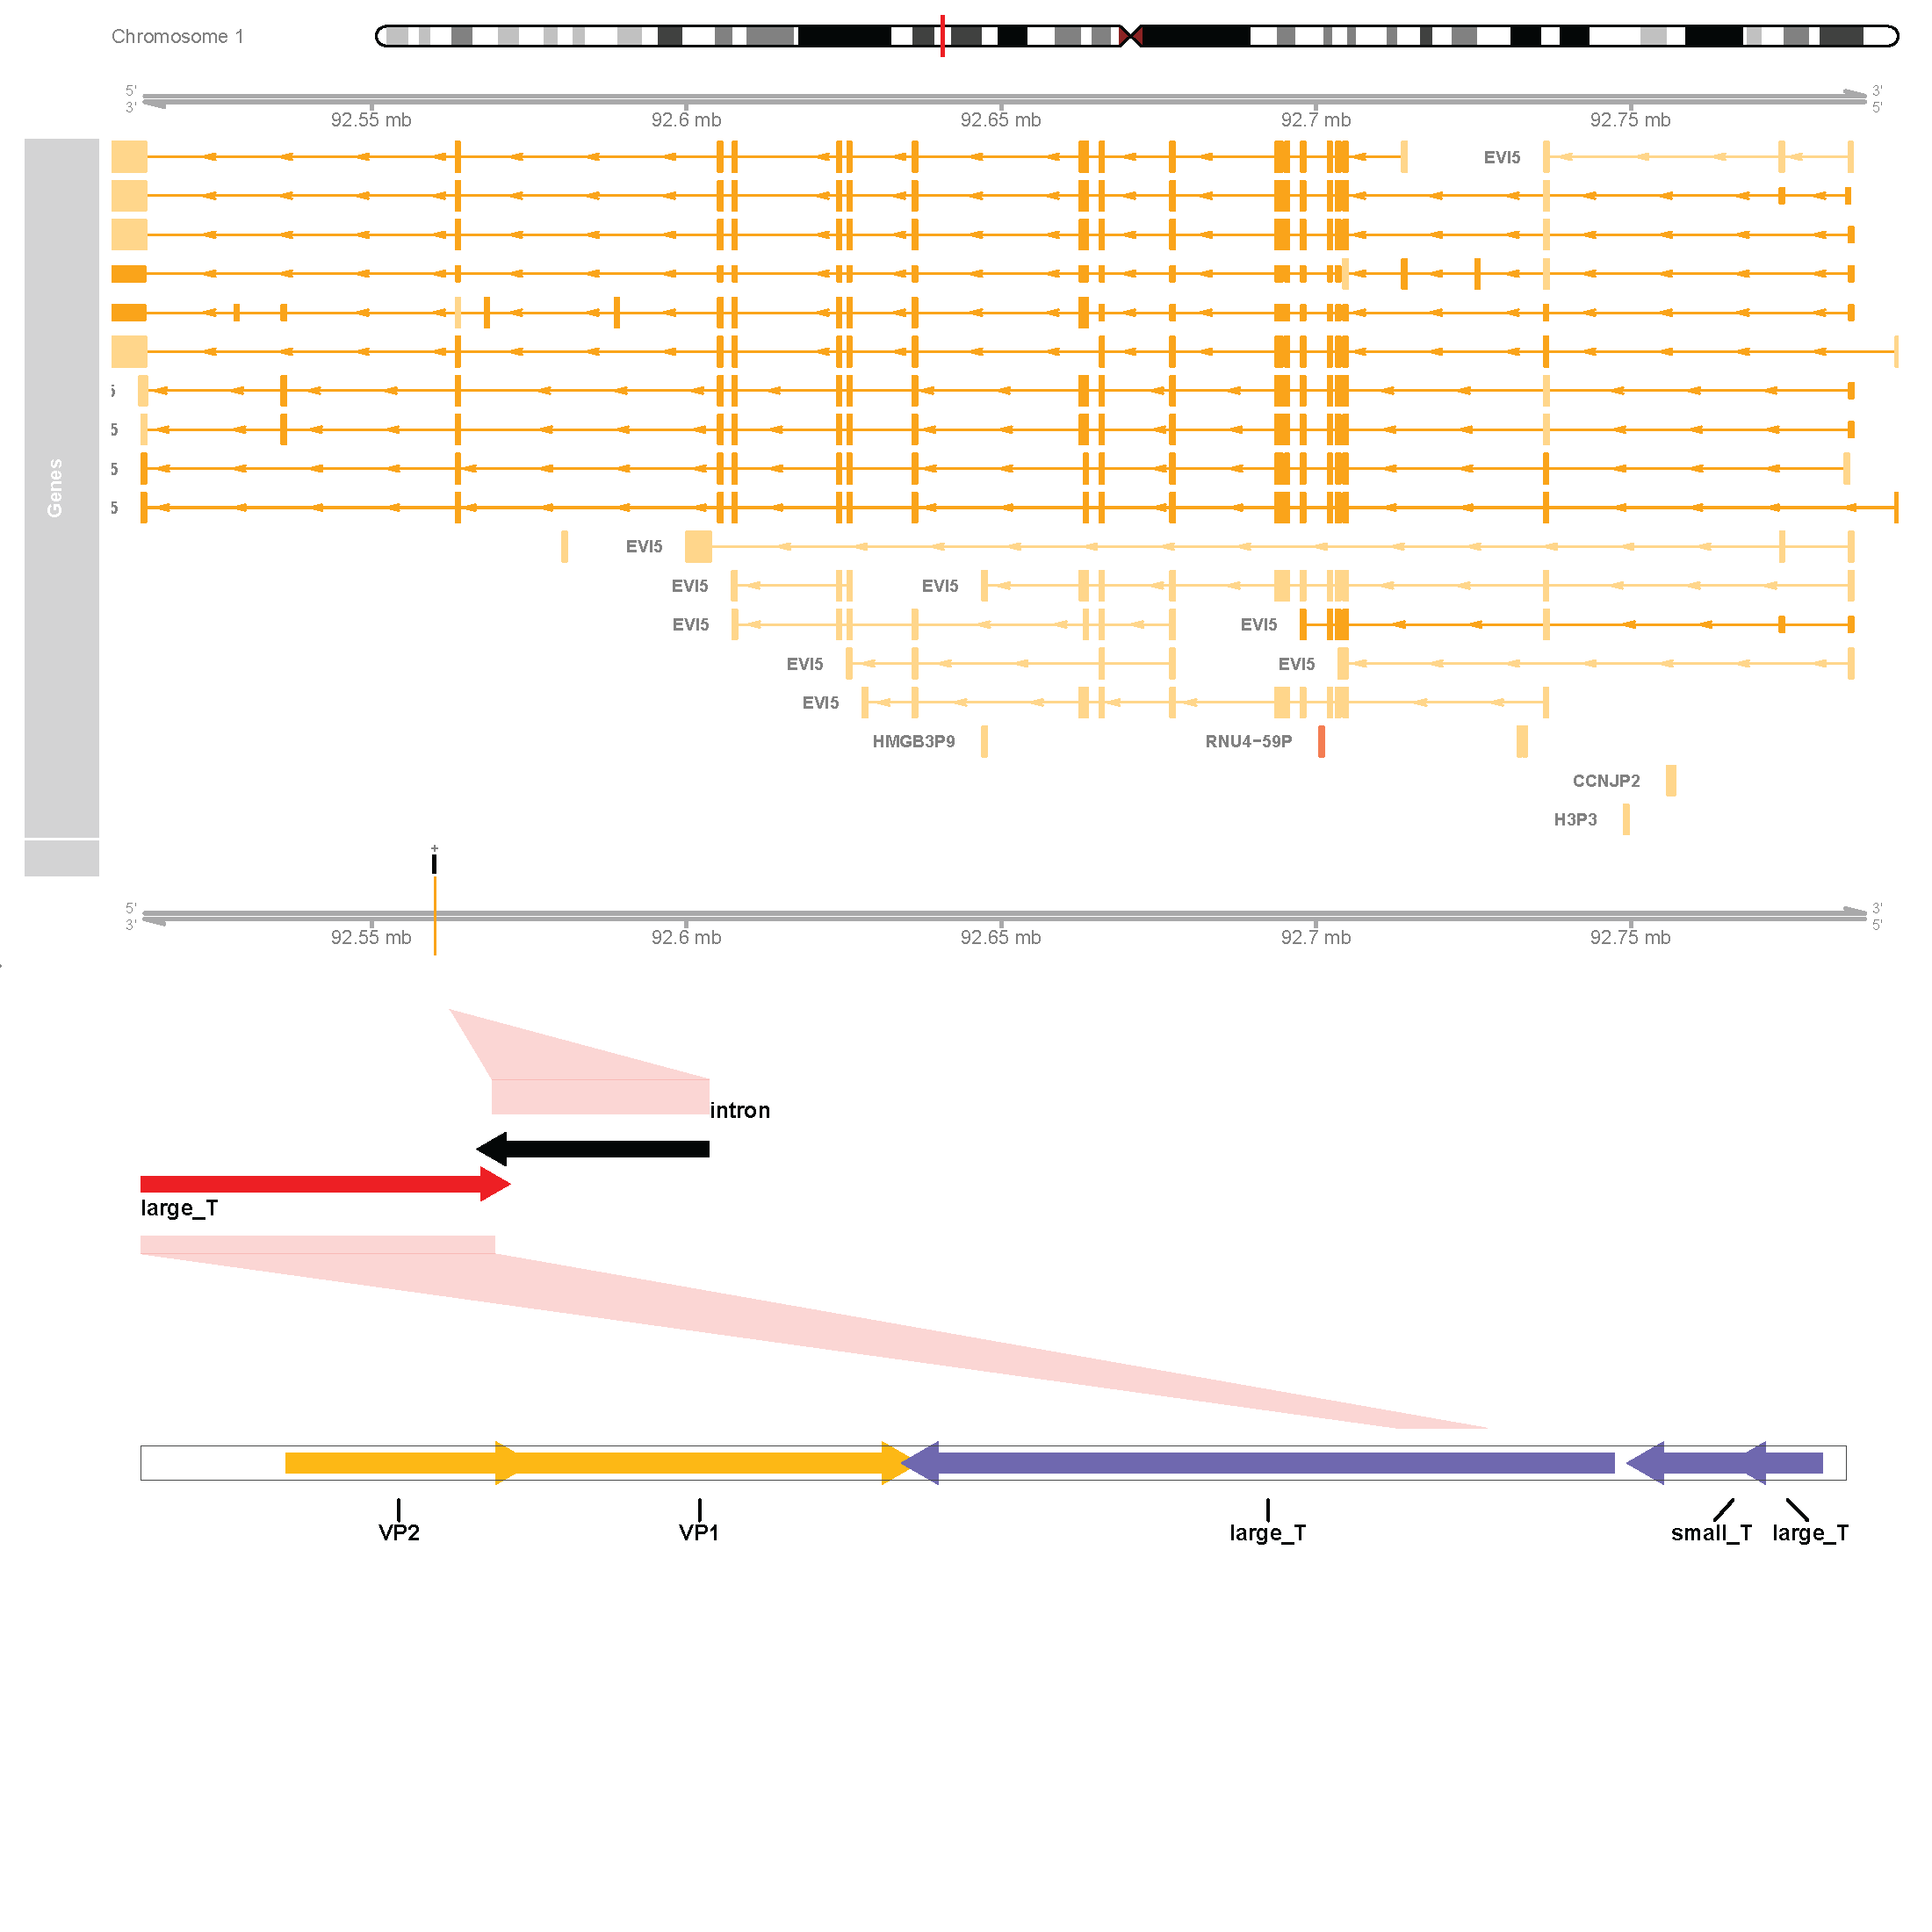 Chromosome 1
5' 3'
3' 5'
92.55 mb 92.6 mb 92.65 mb 92.7 mb 92.75 mb
Genes
EVI5
5
5
5
EVI5
EVI5 EVI5
EVI5 EVI5
EVI5 EVI5
EVI5
HMGB3P9 RNU4-59P
CCNJP2
H3P3
+
5' 3'
3' 5'
92.55 mb 92.6 mb 92.65 mb 92.7 mb 92.75 mb
intron
large_T
VP2 VP1 large_T small_T large_T